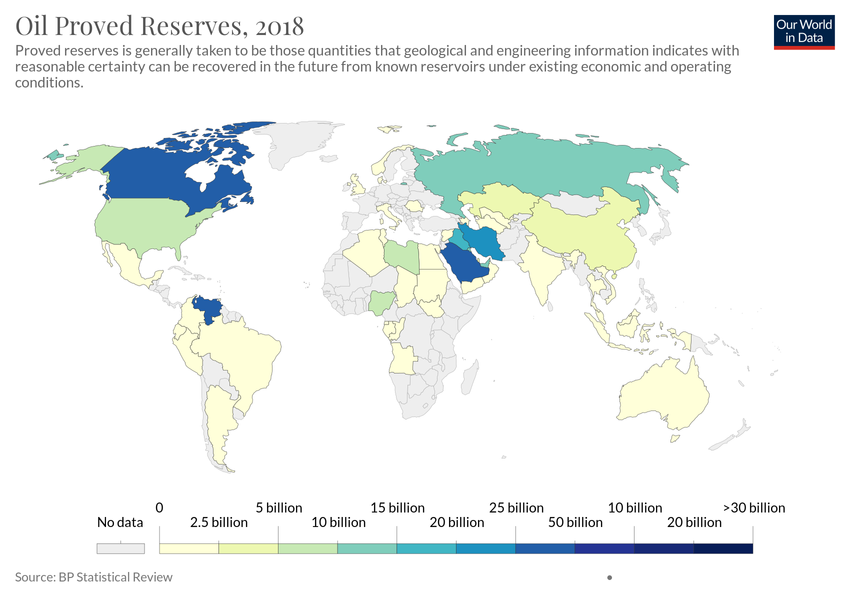 Oil Proved Reserves, 2018
Our World
in Data
Proved reserves is generally taken to be those quantities that geological and engineering information indicates with
reasonable certainty can be recovered in the future from known reservoirs under existing economic and operating
conditions.
0 5 billion 15 billion 25 billion 10 billion >30 billion
No data 2.5 billion 10 billion 20 billion 50 billion 20 billion
Source: BP Statistical Review